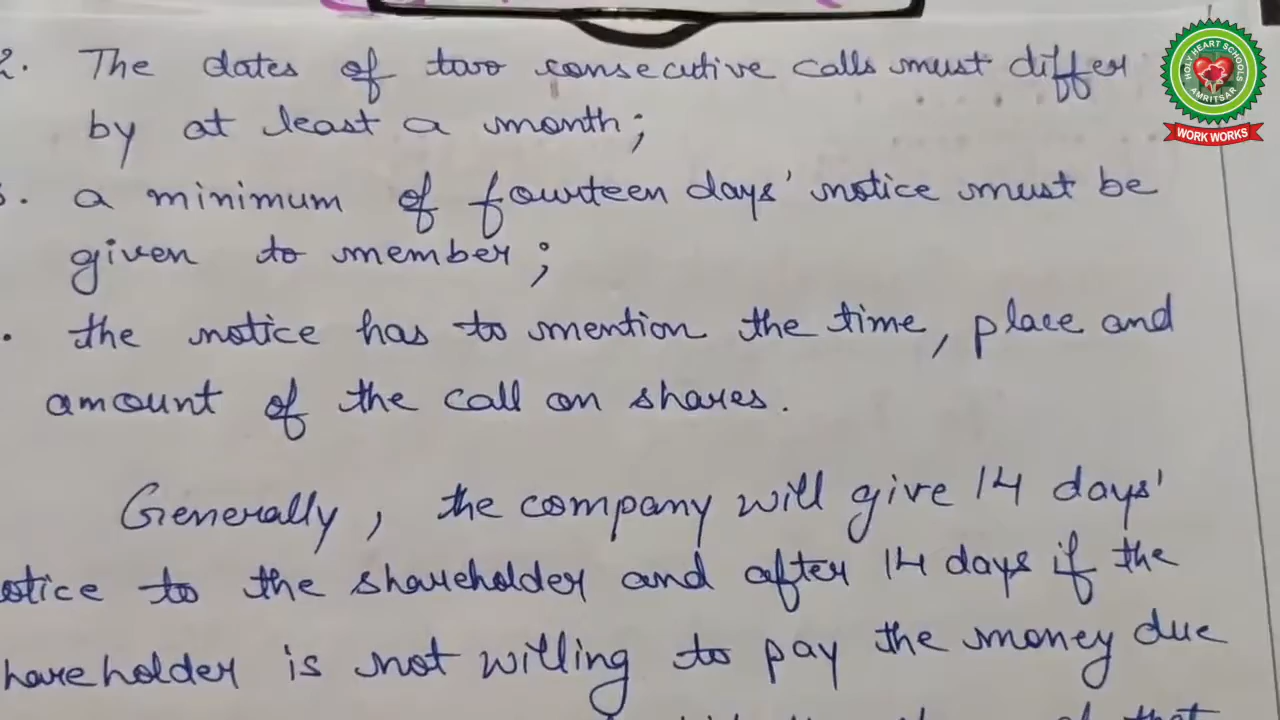 2. The dates of two consecutive calls must differ
by at least a month;
a minimum of fourteen days' notice must be
given to member;
. the notice has to mention the time, place and
amount of the call on shares.
Generally, the company will give 14 days'
otice to the shareholder and after 14 days if the
hareholder is not willing to pay the money due
HOLY HEART SCHOOLS
AMRITSAR
WORK WORKS